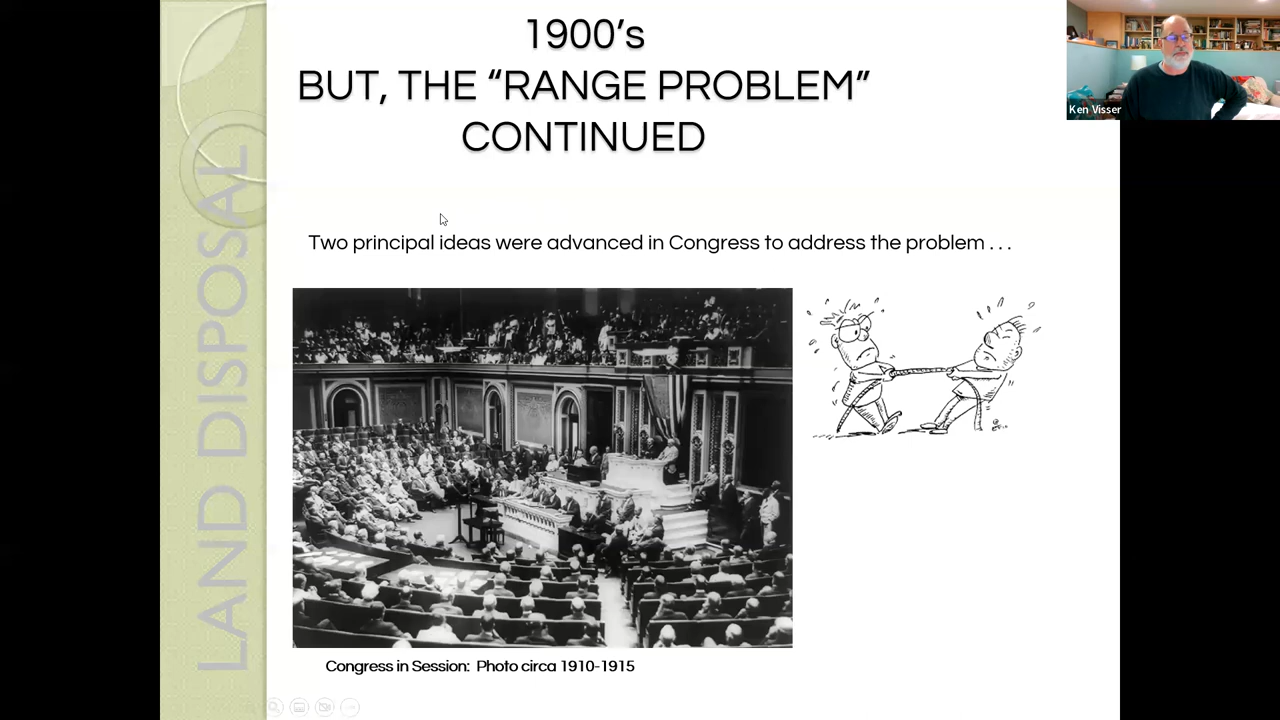 1900’s
BUT, THE “RANGE PROBLEM”
CONTINUED
Ken Visser
Two principal ideas were advanced in Congress to address the problem . . .
LAND DISPOSAL
Congress in Session: Photo circa 1910-1915